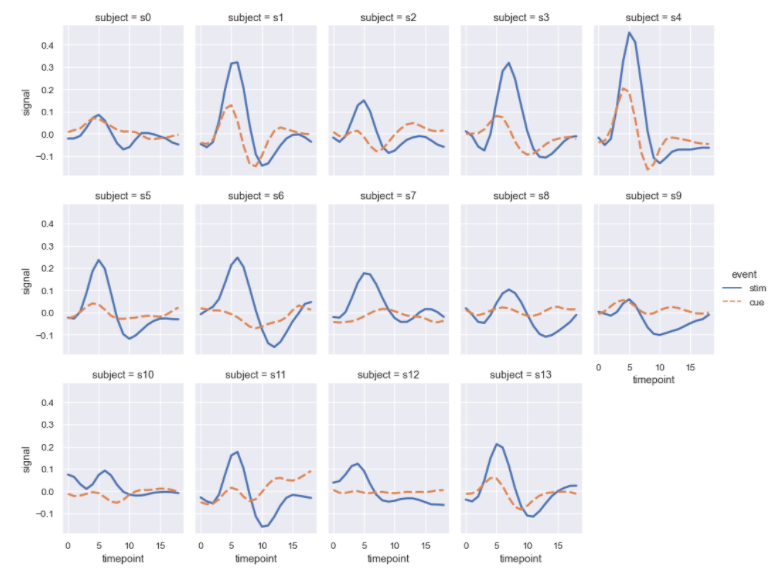 subject = s0 subject = s1 subject = s2 subject = s3 subject = s4
0.4
0.3
0.2
0.1
0.0
−0.1
signal
subject = s5 subject = s6 subject = s7 subject = s8 subject = s9
0.4
0.3
0.2
0.1
0.0
−0.1
signal
0 5 10 15
timepoint
event
stim
cue
subject = s10 subject = s11 subject = s12 subject = s13
0.4
0.3
0.2
0.1
0.0
−0.1
signal
0 5 10 15 0 5 10 15 0 5 10 15 0 5 10 15
timepoint timepoint timepoint timepoint